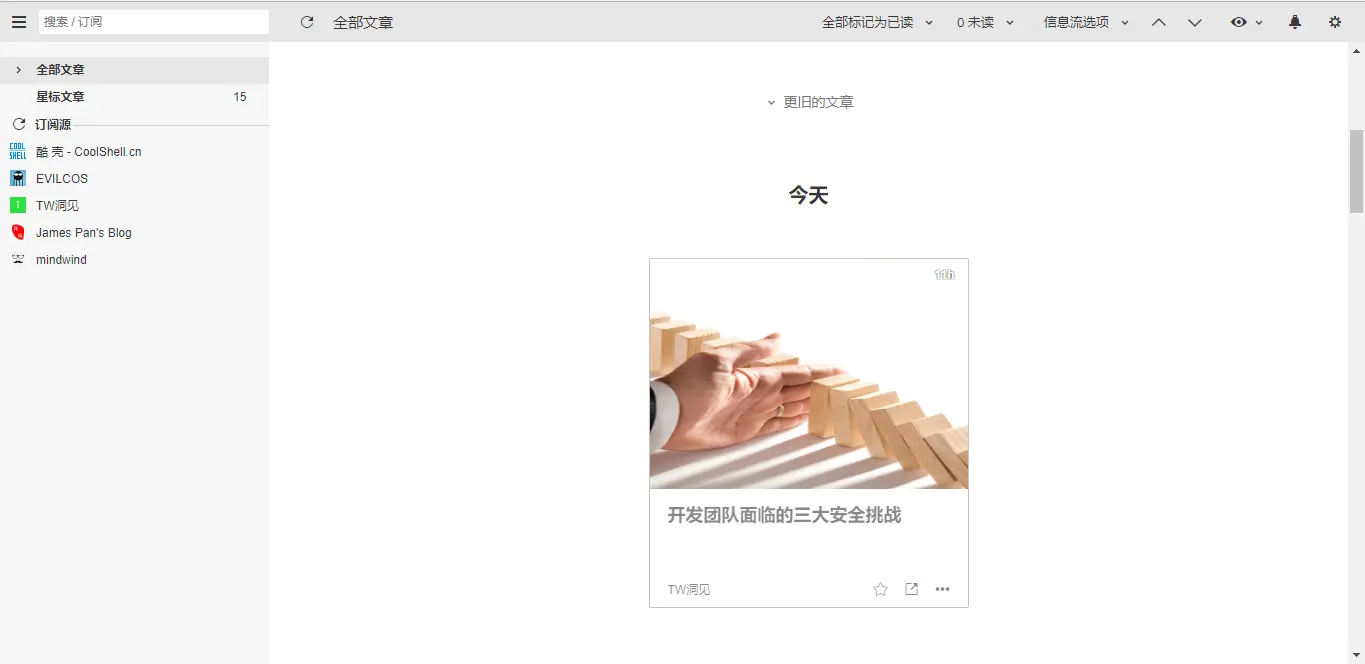 搜索 / 订阅
全部文章
全部标记为已读
0 未读
信息流选项
全部文章
星标文章 15
订阅源
COOL SHELL 酷 壳 - CoolShell.cn
EVILCOS
TW洞见
James Pan's Blog
mindwind
更旧的文章
今天
11h
开发团队面临的三大安全挑战
TW洞见